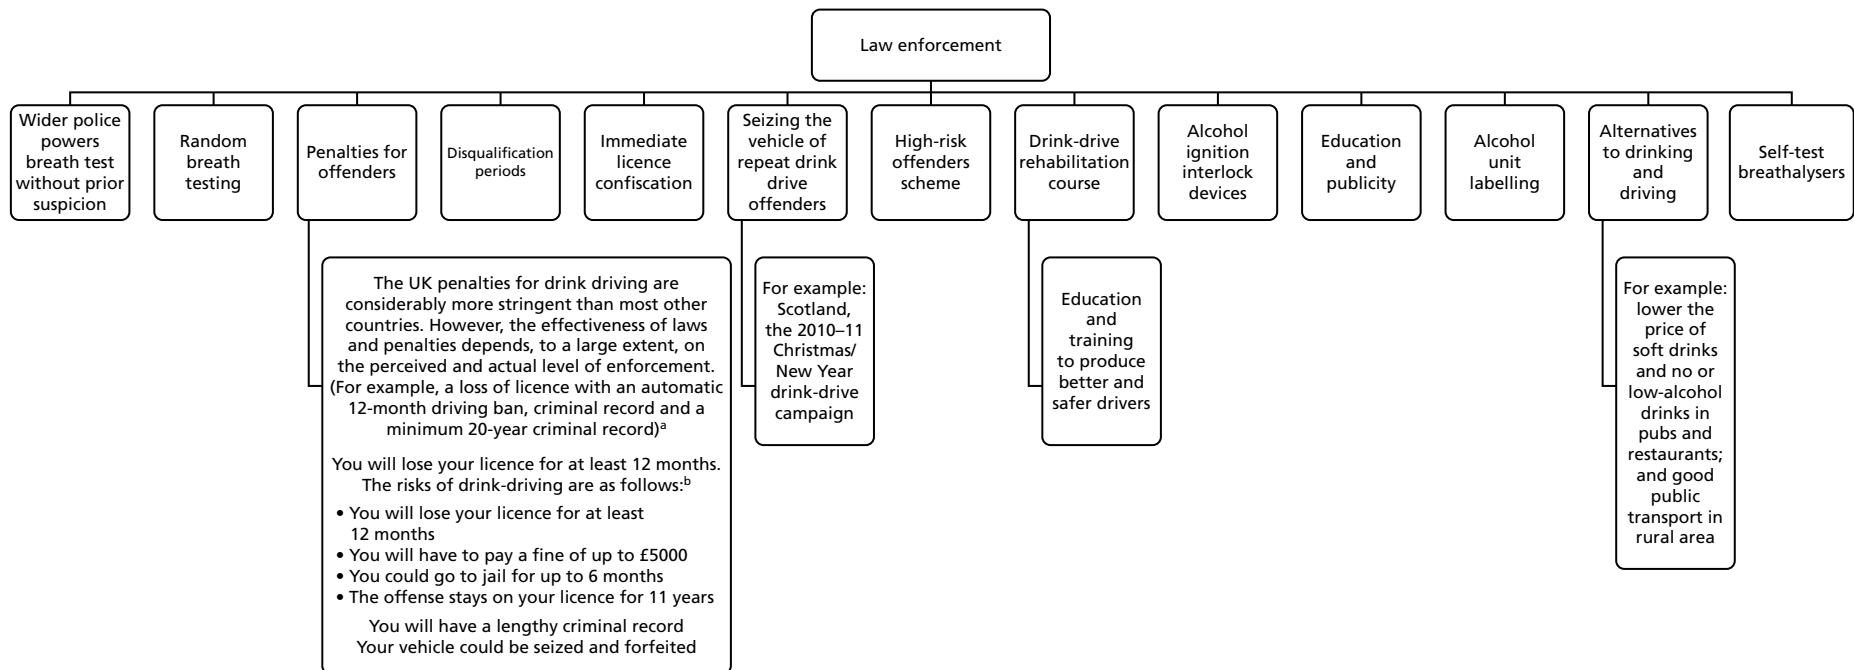 Law enforcement
Wider police
powers
breath test
without prior
suspicion
Random
breath
testing
Penalties for
offenders
Disqualification
periods
Immediate
licence
confiscation
Seizing the
vehicle of
repeat drink
drive
offenders
High-risk
offenders
scheme
Drink-drive
rehabilitation
course
Alcohol
ignition
interlock
devices
Education
and
publicity
Alcohol
unit
labelling
Alternatives
to drinking
and
driving
Self-test
breathalysers
The UK penalties for drink driving are
considerably more stringent than most other
countries. However, the effectiveness of laws
and penalties depends, to a large extent, on
the perceived and actual level of enforcement.
(For example, a loss of licence with an automatic
12-month driving ban, criminal record and a
minimum 20-year criminal record)ᵃ
You will lose your licence for at least 12 months.
The risks of drink-driving are as follows:ᵇ
• You will lose your licence for at least
12 months
• You will have to pay a fine of up to £5000
• You could go to jail for up to 6 months
• The offense stays on your licence for 11 years
You will have a lengthy criminal record
Your vehicle could be seized and forfeited
For example:
Scotland,
the 2010–11
Christmas/
New Year
drink-drive
campaign
Education
and
training
to produce
better and
safer drivers
For example:
lower the
price of
soft drinks
and no or
low-alcohol
drinks in
pubs and
restaurants;
and good
public
transport in
rural area